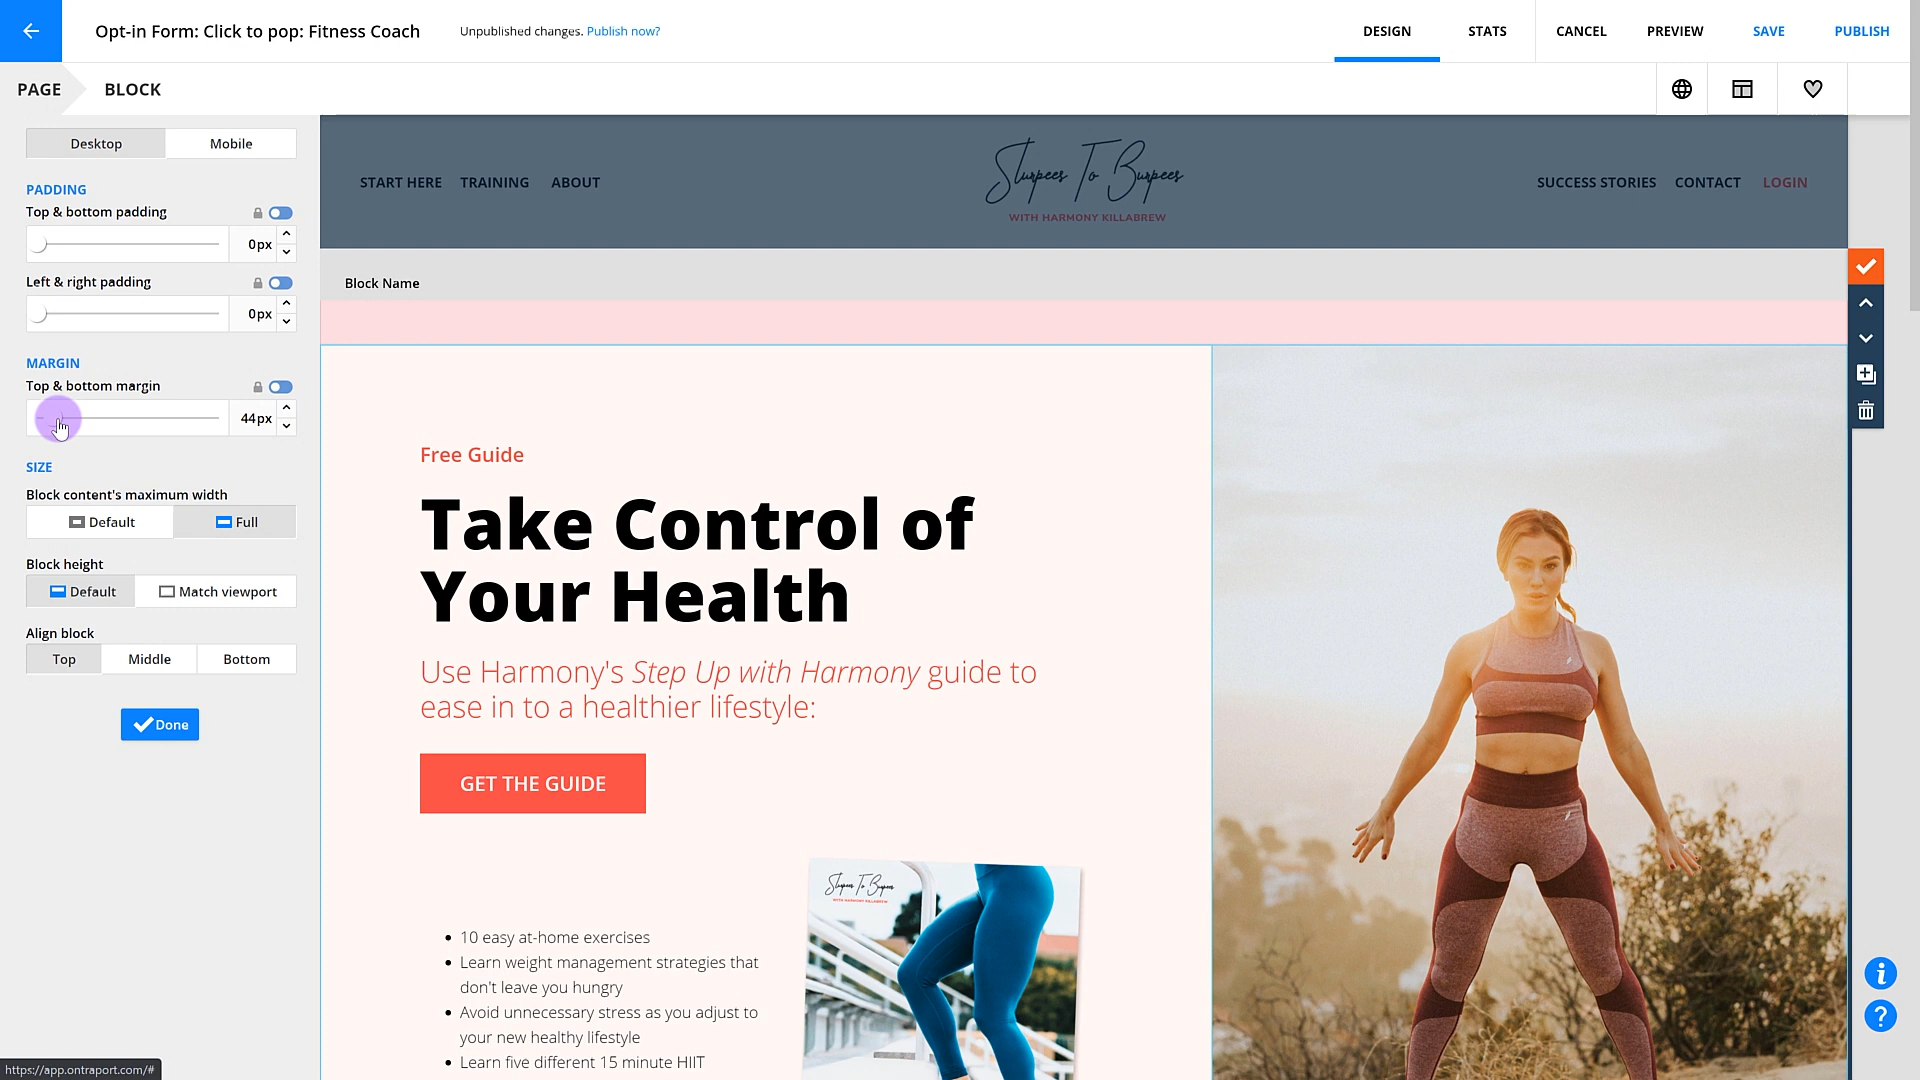 Opt-in Form: Click to pop: Fitness Coach
Unpublished changes. Publish now?
DESIGN
STATS
CANCEL
PREVIEW
SAVE
PUBLISH
PAGE
BLOCK
Desktop
Mobile
PADDING
Top & bottom padding
0px
Left & right padding
0px
MARGIN
Top & bottom margin
44px
SIZE
Block content's maximum width
Default
Full
Block height
Default
Match viewport
Align block
Top
Middle
Bottom
Done
START HERE
TRAINING
ABOUT
Slurpees To Burpees
WITH HARMONY KILLABREW
SUCCESS STORIES
CONTACT
LOGIN
Block Name
Free Guide
Take Control of
Your Health
Use Harmony's Step Up with Harmony guide to
ease in to a healthier lifestyle:
GET THE GUIDE
10 easy at-home exercises
Learn weight management strategies that
don't leave you hungry
Avoid unnecessary stress as you adjust to
your new healthy lifestyle
Learn five different 15 minute HIIT
Slurpees To Burpees
WITH HARMONY KILLABREW
https://app.ontraport.com/#